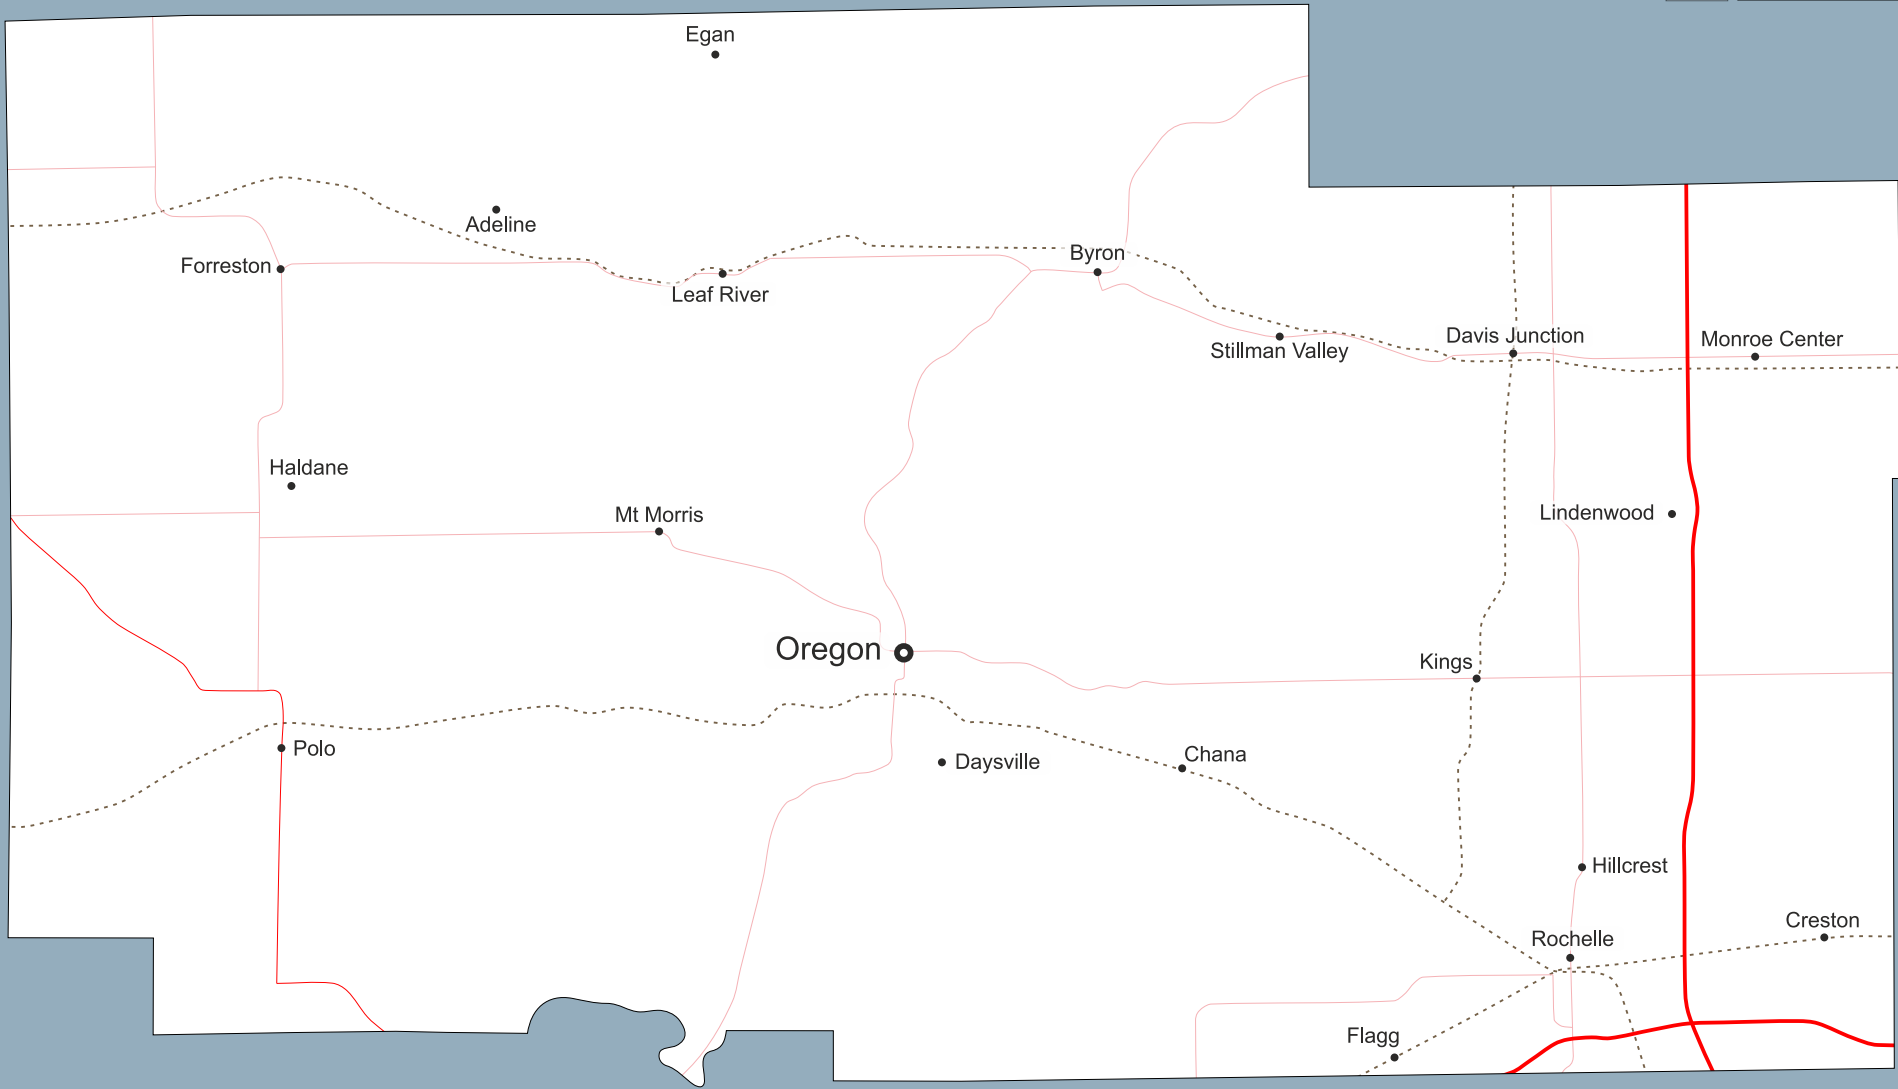 Egan
Adeline
Byron
Forreston
Leaf River
Davis Junction
Monroe Center
Stillman Valley
Haldane
Mt Morris
Lindenwood
Oregon
Kings
Polo
Daysville
Chana
Hillcrest
Creston
Rochelle
Flagg